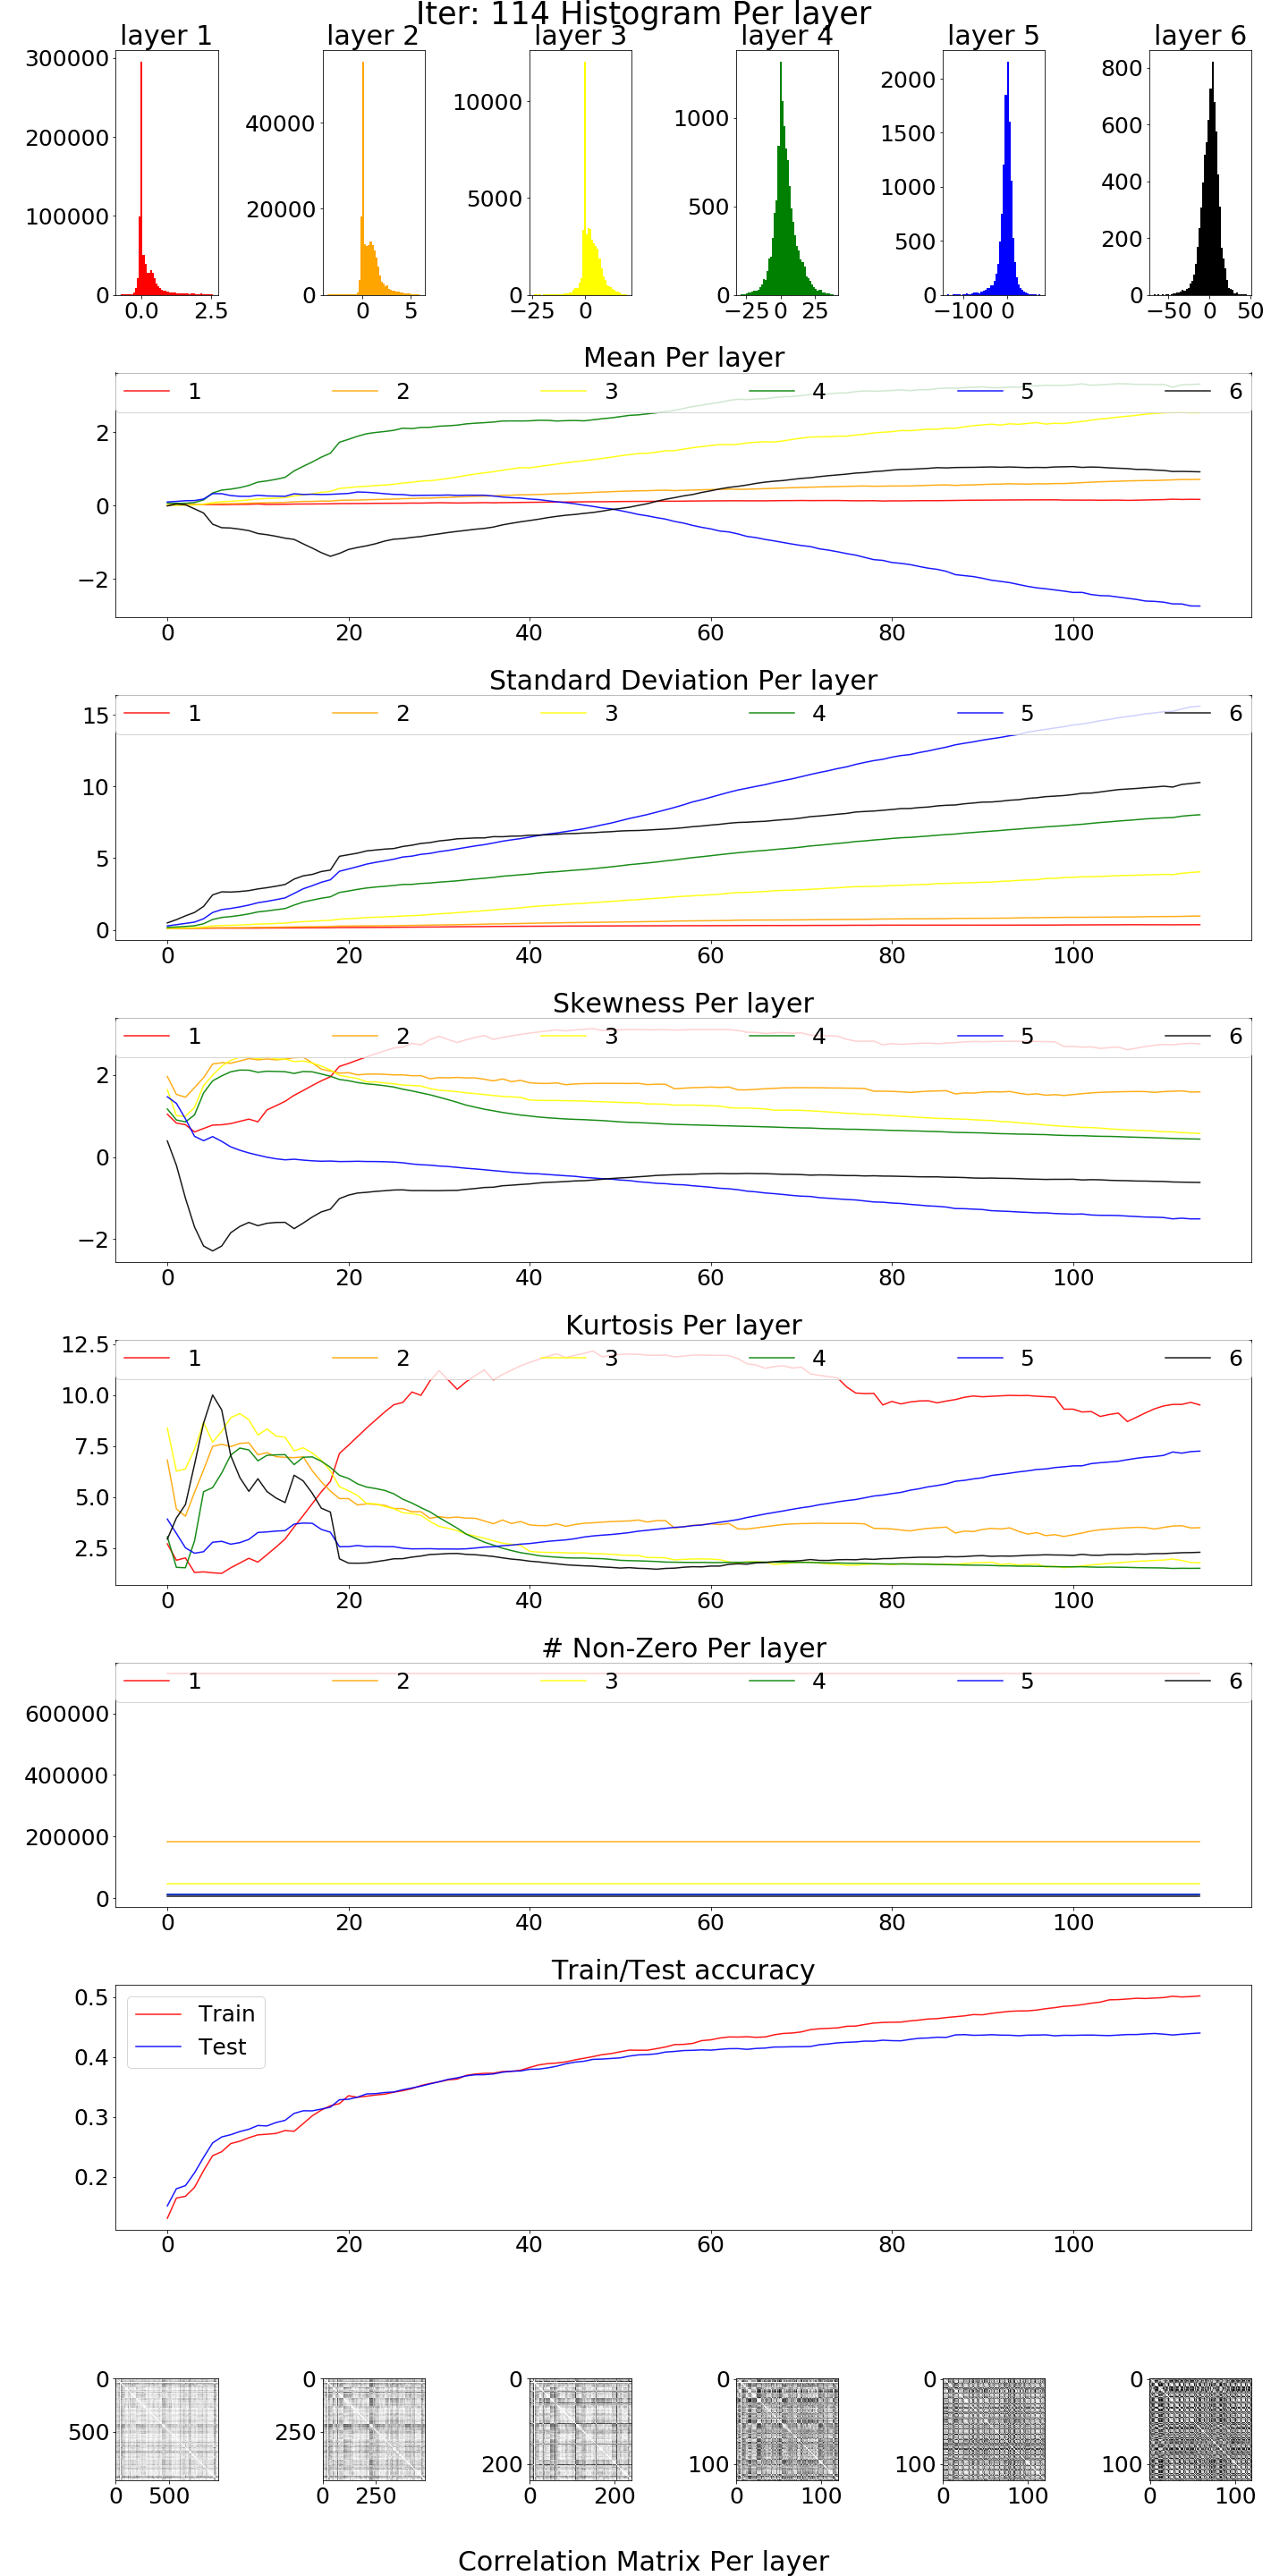 Iter: 114 Histogram Per layer
layer 1 layer 2 layer 3 layer 4 layer 5 layer 6
300000
200000
100000
0
0.0 2.5
40000
20000
0
0 5
10000
5000
0
−25 0
1000
500
0
−25 0 25
2000
1500
1000
500
0
−100 0
800
600
400
200
0
−50 0 50
Mean Per layer
1 2 3 4 5 6
2
0
−2
0 20 40 60 80 100
Standard Deviation Per layer
1 2 3 4 5 6
15
10
5
0
0 20 40 60 80 100
Skewness Per layer
1 2 3 4 5 6
2
0
−2
0 20 40 60 80 100
Kurtosis Per layer
1 2 3 4 5 6
12.5
10.0
7.5
5.0
2.5
0 20 40 60 80 100
# Non-Zero Per layer
1 2 3 4 5 6
600000
400000
200000
0
0 20 40 60 80 100
Train/Test accuracy
Train
Test
0.5
0.4
0.3
0.2
0 20 40 60 80 100
0
500
0 500
0
250
0 250
0
200
0 200
0
100
0 100
0
100
0 100
0
100
0 100
Correlation Matrix Per layer